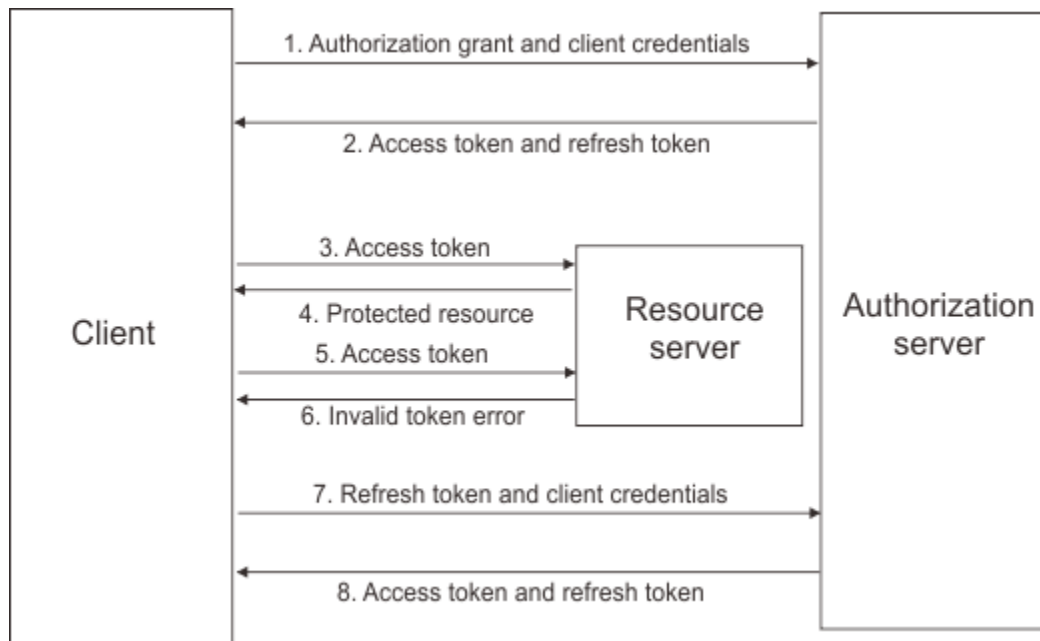 1. Authorization grant and client credentials
2. Access token and refresh token
3. Access token
4. Protected resource
5. Access token
6. Invalid token error
7. Refresh token and client credentials
8. Access token and refresh token
Client
Resource
server
Authorization
server